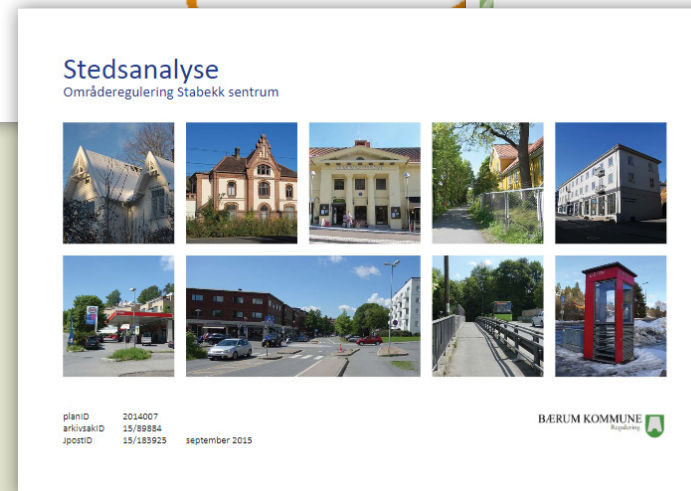 Stedsanalyse
Områderegulering Stabekk sentrum
planID 2014007
arkivsakID 15/89884
JpostID 15/183925 september 2015
BÆRUM KOMMUNE
Regulering